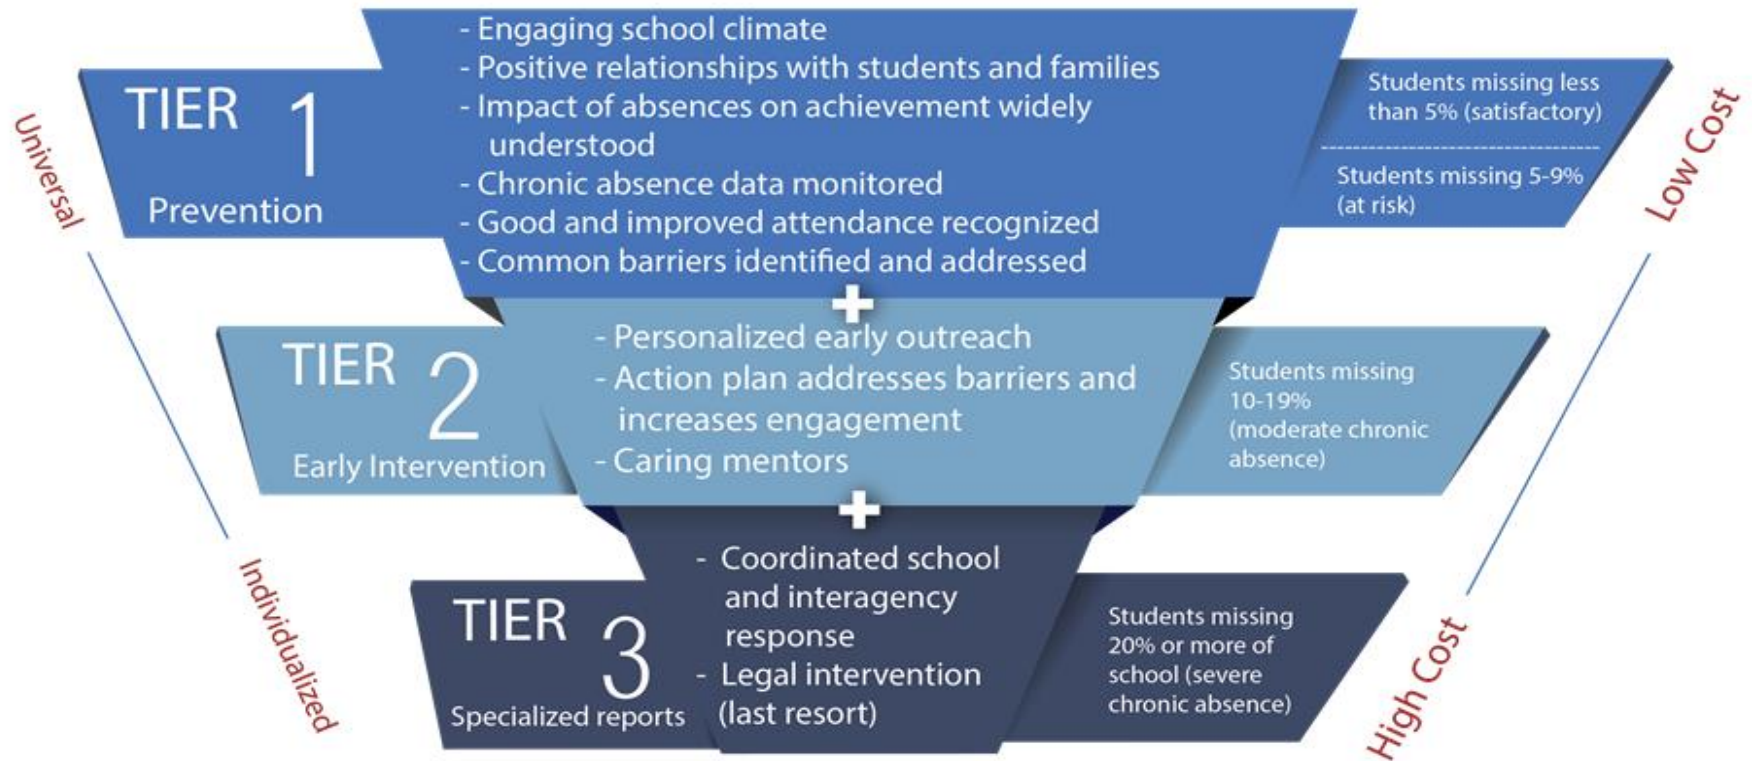 Universal
Individualized
TIER 1
Prevention
- Engaging school climate
- Positive relationships with students and families
- Impact of absences on achievement widely
understood
- Chronic absence data monitored
- Good and improved attendance recognized
- Common barriers identified and addressed
Students missing less
than 5% (satisfactory)
Students missing 5-9%
(at risk)
+
TIER 2
Early Intervention
- Personalized early outreach
- Action plan addresses barriers and
increases engagement
- Caring mentors
Students missing
10-19%
(moderate chronic
absence)
+
TIER 3
Specialized reports
- Coordinated school
and interagency
response
- Legal intervention
(last resort)
Students missing
20% or more of
school (severe
chronic absence)
Low Cost
High Cost